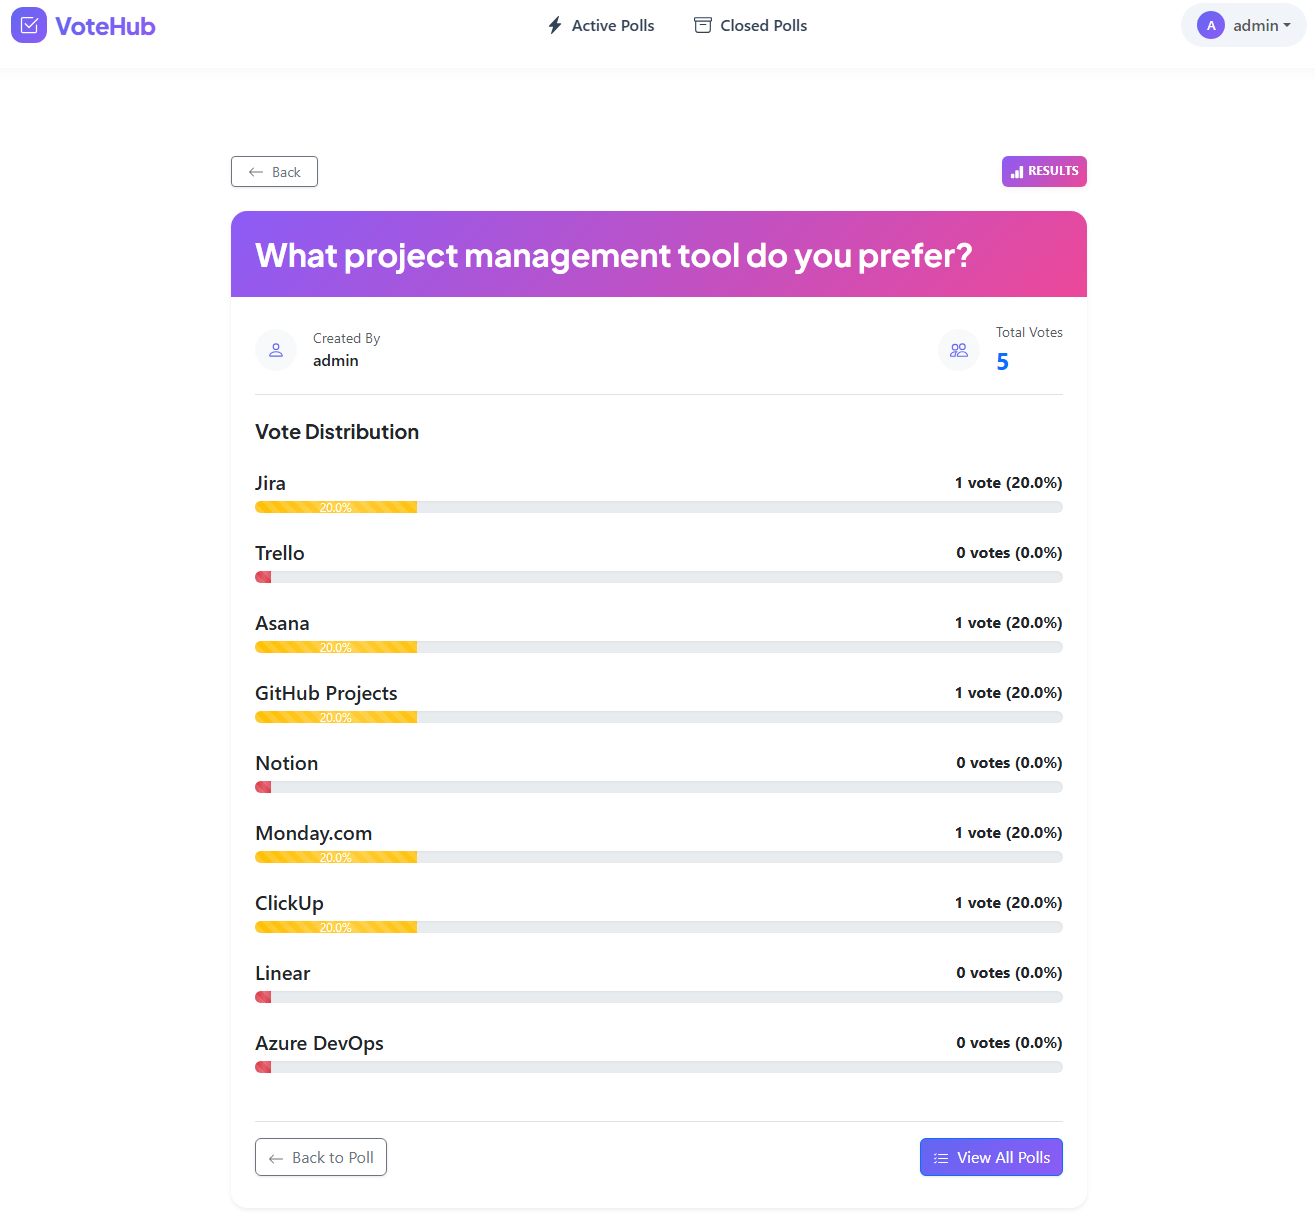 VoteHub
Active Polls
Closed Polls
A
admin
Back
RESULTS
What project management tool do you prefer?
Created By
admin
Total Votes
5
Vote Distribution
Jira
1 vote (20.0%)
20.0%
Trello
0 votes (0.0%)
Asana
1 vote (20.0%)
20.0%
GitHub Projects
1 vote (20.0%)
20.0%
Notion
0 votes (0.0%)
Monday.com
1 vote (20.0%)
20.0%
ClickUp
1 vote (20.0%)
20.0%
Linear
0 votes (0.0%)
Azure DevOps
0 votes (0.0%)
Back to Poll
View All Polls